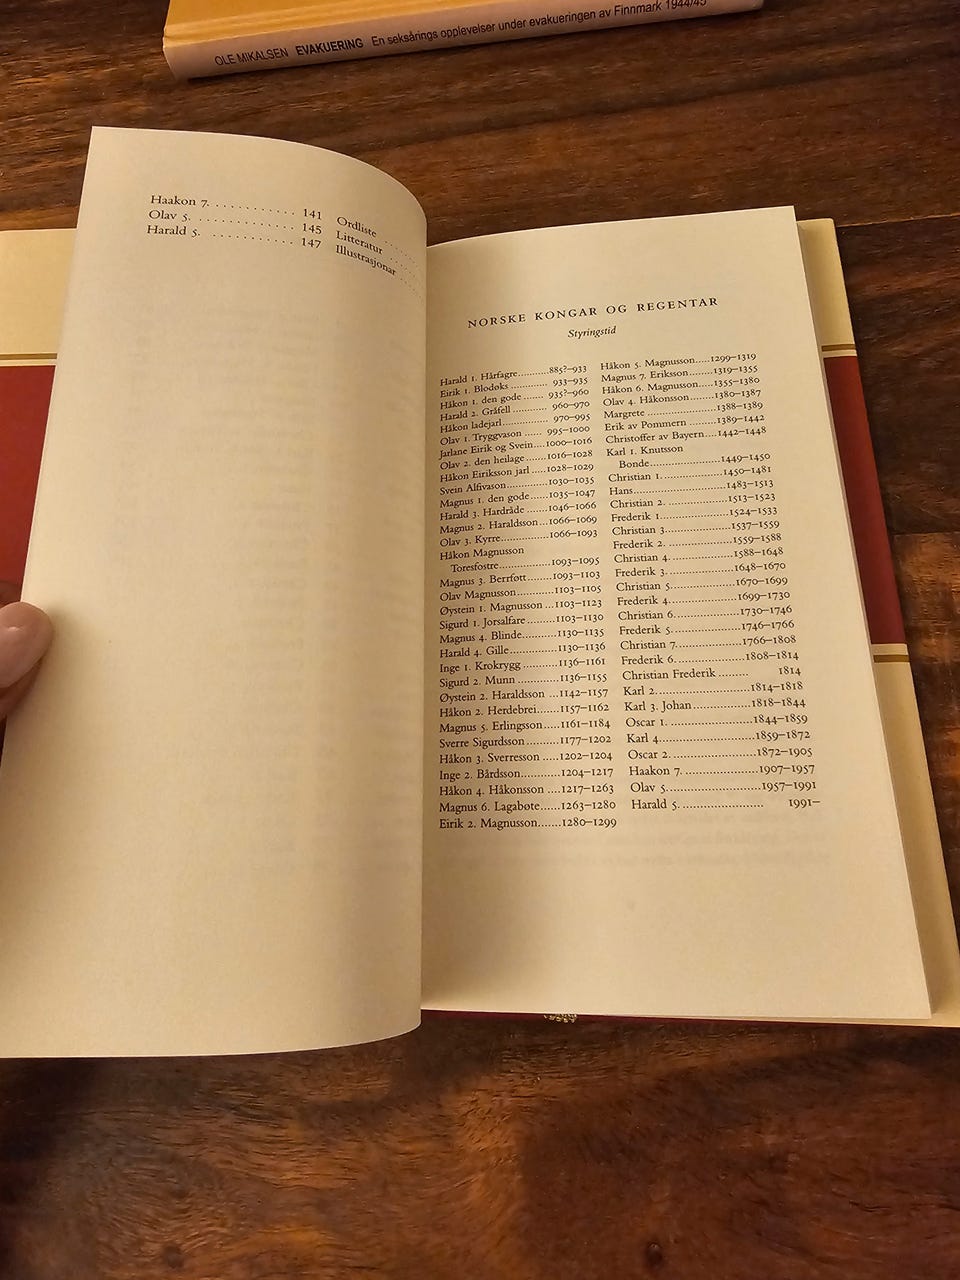 OLE MIKALSEN EVAKUERING En seksårings opplevelser under evakueringen av Finnmark 1944/45
Haakon 7. . . . . . . . . . . . 141
Olav 5. . . . . . . . . . . . . 145
Harald 5. . . . . . . . . . . 147
Ordliste . . . . .
Litteratur . . . .
Illustrasjonar . . .
NORSKE KONGAR OG REGENTAR
Styringstid
Harald 1. Hårfagre..........885?–933
Eirik 1. Blodøks ............. 933–935
Håkon 1. den gode ...... 935?–960
Harald 2. Gråfell ............ 960–970
Håkon ladejarl................ 970–995
Olav 1. Tryggvason ...... 995–1000
Jarlane Eirik og Svein....1000–1016
Olav 2. den heilage ......1016–1028
Håkon Eiriksson jarl ....1028–1029
Svein Alfivason..............1030–1035
Magnus 1. den gode......1035–1047
Harald 3. Hardråde ......1046–1066
Magnus 2. Haraldsson...1066–1069
Olav 3. Kyrre.................1066–1093
Håkon Magnusson
Toresfostre....................1093–1095
Magnus 3. Berrføtt........1093–1103
Olav Magnusson...........1103–1105
Øystein 1. Magnusson ...1103–1123
Sigurd 1. Jorsalfare.........1103–1130
Magnus 4. Blinde..........1130–1135
Harald 4. Gille..............1130–1136
Inge 1. Krokrygg ..........1136–1161
Sigurd 2. Munn ............1136–1155
Øystein 2. Haraldsson ...1142–1157
Håkon 2. Herdebrei.......1157–1162
Magnus 5. Erlingsson.....1161–1184
Sverre Sigurdsson ..........1177–1202
Håkon 3. Sverresson .....1202–1204
Inge 2. Bårdsson............1204–1217
Håkon 4. Håkonsson ....1217–1263
Magnus 6. Lagabøte......1263–1280
Eirik 2. Magnusson.......1280–1299
Håkon 5. Magnusson.....1299–1319
Magnus 7. Eriksson.......1319–1355
Håkon 6. Magnusson.....1355–1380
Olav 4. Håkonsson........1380–1387
Margrete .....................1388–1389
Erik av Pommern .........1389–1442
Christoffer av Bayern....1442–1448
Karl 1. Knutsson
Bonde.......................1449–1450
Christian 1...................1450–1481
Hans............................1483–1513
Christian 2...................1513–1523
Frederik 1....................1524–1533
Christian 3...................1537–1559
Frederik 2....................1559–1588
Christian 4...................1588–1648
Frederik 3....................1648–1670
Christian 5...................1670–1699
Frederik 4....................1699–1730
Christian 6...................1730–1746
Frederik 5....................1746–1766
Christian 7...................1766–1808
Frederik 6....................1808–1814
Christian Frederik ......... 1814
Karl 2..........................1814–1818
Karl 3. Johan................1818–1844
Oscar 1........................1844–1859
Karl 4..........................1859–1872
Oscar 2........................1872–1905
Haakon 7.....................1907–1957
Olav 5.........................1957–1991
Harald 5....................... 1991–